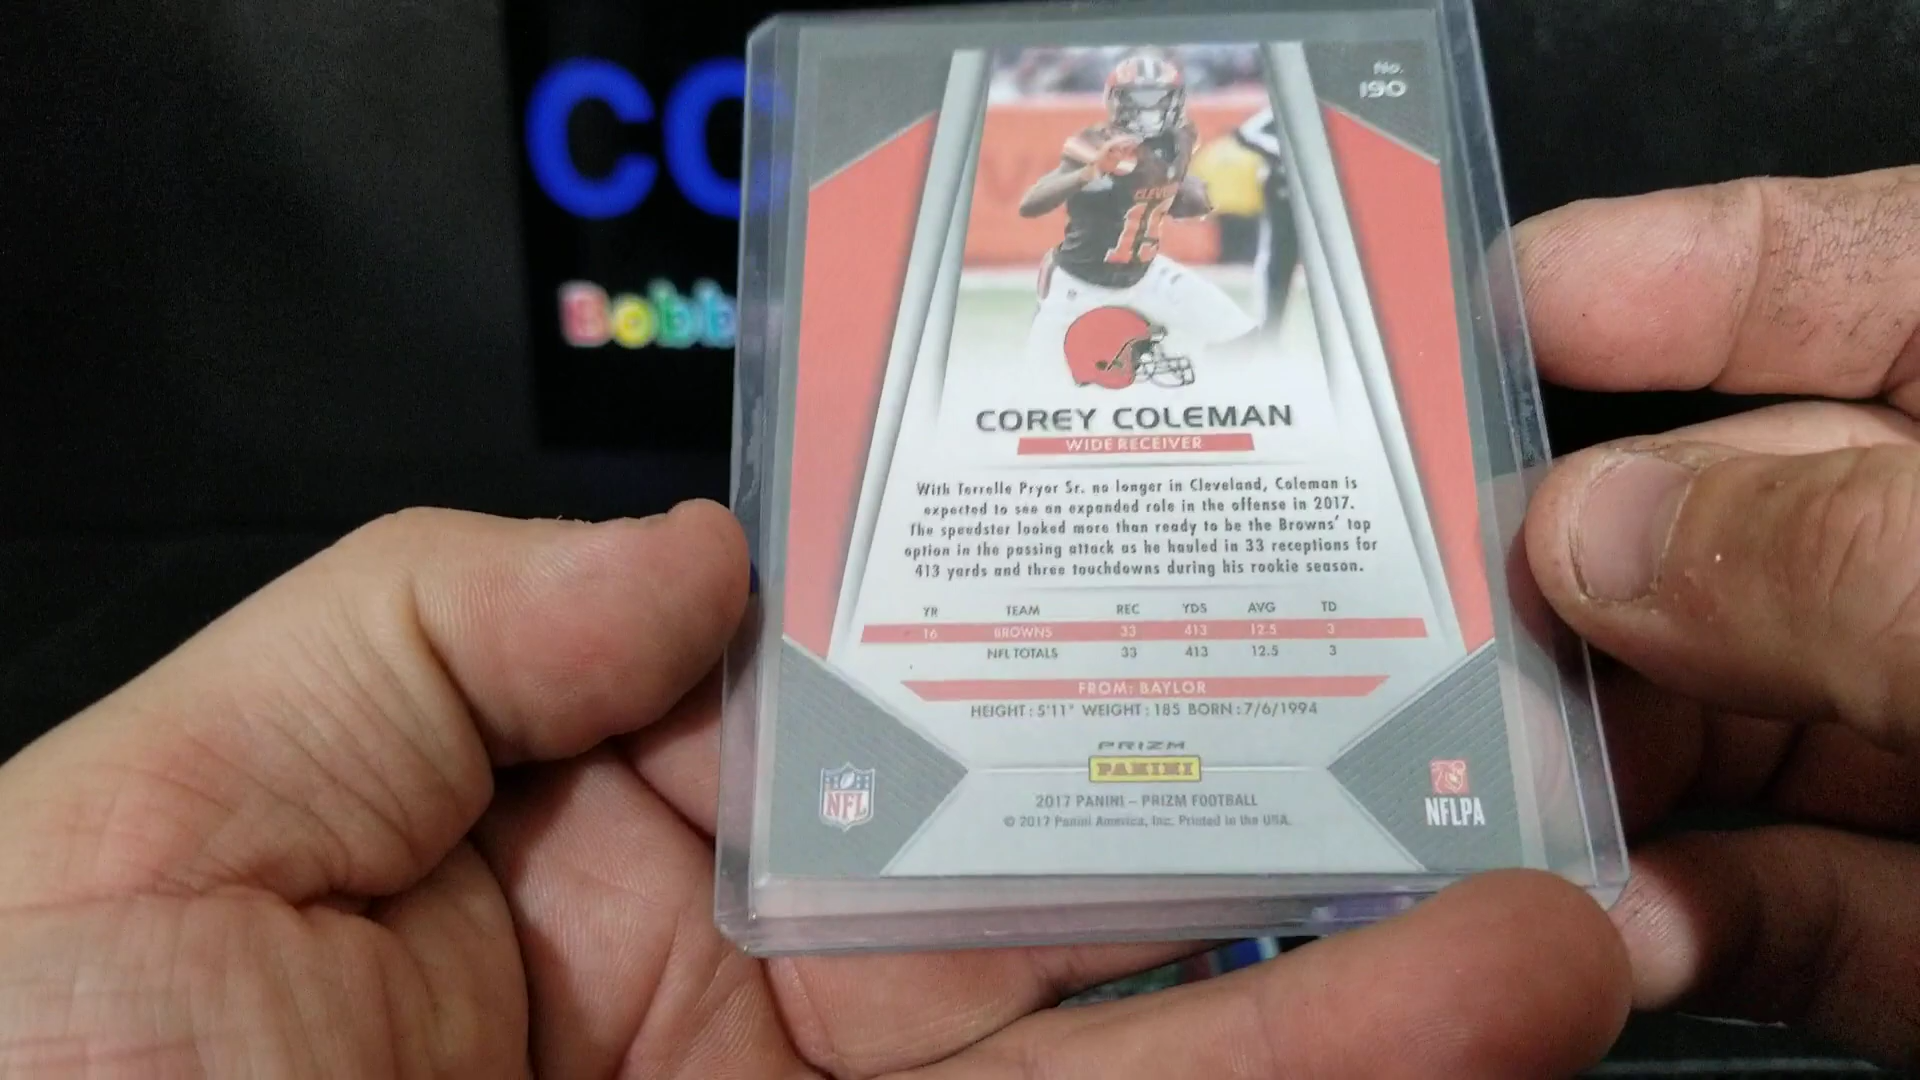 CC
Bobb
No.
190
CLEVE
19
COREY COLEMAN
WIDE RECEIVER
With Terrelle Pryor Sr. no longer in Cleveland, Coleman is
expected to see an expanded role in the offense in 2017.
The speedster looked more than ready to be the Browns' top
option in the passing attack as he hauled in 33 receptions for
413 yards and three touchdowns during his rookie season.
YR TEAM REC YDS AVG TD
16 BROWNS 33 413 12.5 3
NFL TOTALS 33 413 12.5 3
FROM: BAYLOR
HEIGHT: 5'11" WEIGHT: 185 BORN: 7/6/1994
PRIZM
PANINI
NFL
NFLPA
2017 PANINI – PRIZM FOOTBALL
© 2017 Panini America, Inc. Printed in the USA.